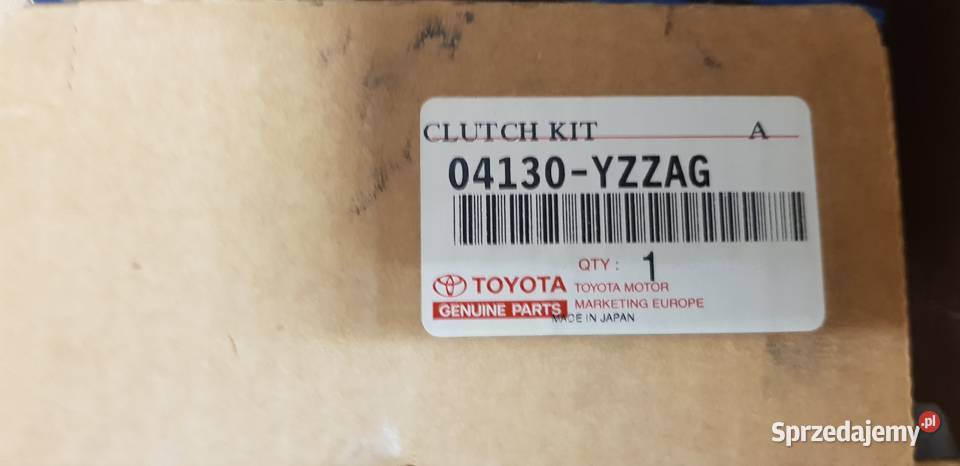 CLUTCH KIT A
04130-YZZAG
QTY : 1
TOYOTA TOYOTA MOTOR
GENUINE PARTS MARKETING EUROPE
MADE IN JAPAN
Sprzedajemy.pl